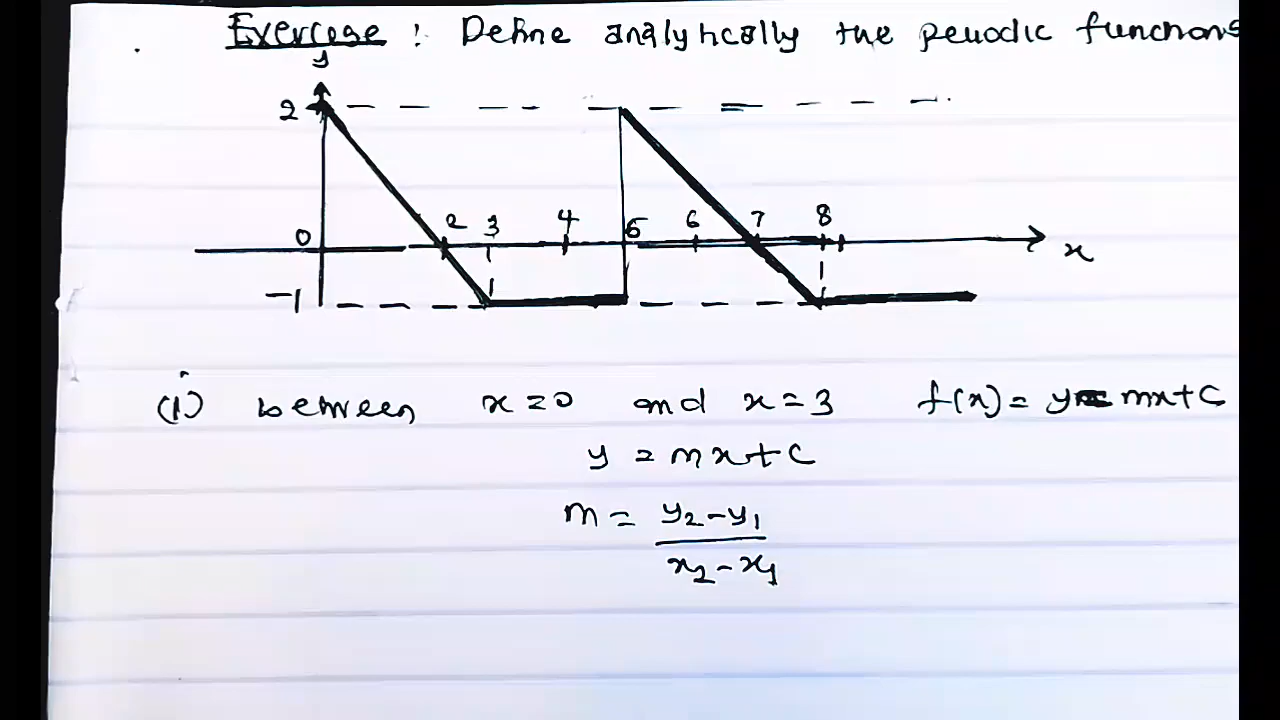 Exercise : Define analytically the periodic functions
y
2
0 2 3 4 5 6 7 8
x
-1
(i) between x=0 and x=3 f(x)= y= mx+c
y = mx+c
m = y₂-y₁ / x₂-x₁